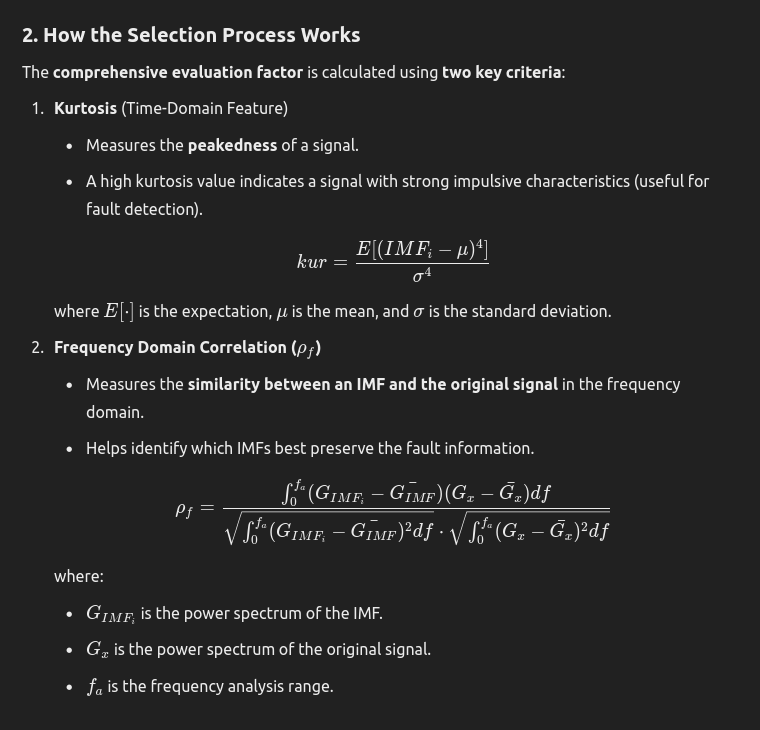 2. How the Selection Process Works
The comprehensive evaluation factor is calculated using two key criteria:
1. Kurtosis (Time-Domain Feature)
• Measures the peakedness of a signal.
• A high kurtosis value indicates a signal with strong impulsive characteristics (useful for
fault detection).
$kur = \frac{E[(IMF_i - \mu)^4]}{\sigma^4}$
where $E[\cdot]$ is the expectation, $\mu$ is the mean, and $\sigma$ is the standard deviation.
2. Frequency Domain Correlation ($\rho_f$)
• Measures the similarity between an IMF and the original signal in the frequency
domain.
• Helps identify which IMFs best preserve the fault information.
$\rho_f = \frac{\int_0^{f_a} (G_{IMF_i} - \bar{G_{IMF}})(G_x - \bar{G_x}) df}{\sqrt{\int_0^{f_a} (G_{IMF_i} - \bar{G_{IMF}})^2 df} \cdot \sqrt{\int_0^{f_a} (G_x - \bar{G_x})^2 df}}$
where:
• $G_{IMF_i}$ is the power spectrum of the IMF.
• $G_x$ is the power spectrum of the original signal.
• $f_a$ is the frequency analysis range.